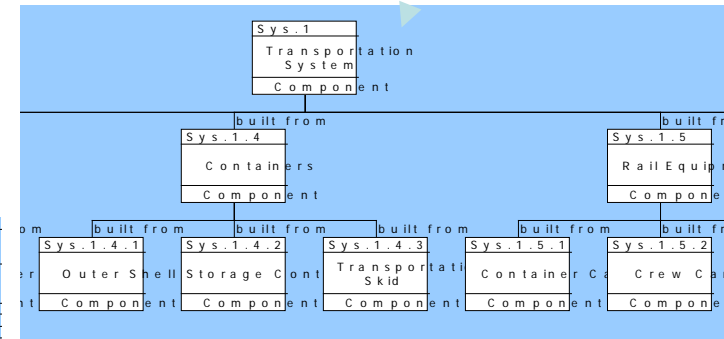 Sys.1
Transportation
System
Component
built from
built fr
Sys.1.4
Sys.1.5
Containers
Rail Equip
Component
Compone
om
built from
built from
built from
built from
built fr
Sys.1.4.1
Sys.1.4.2
Sys.1.4.3
Sys.1.5.1
Sys.1.5.2
er
Outer Shell
Storage Cont
Transportati
Skid
Container Ca
Crew Ca
nt
Component
Component
Component
Component
Compone